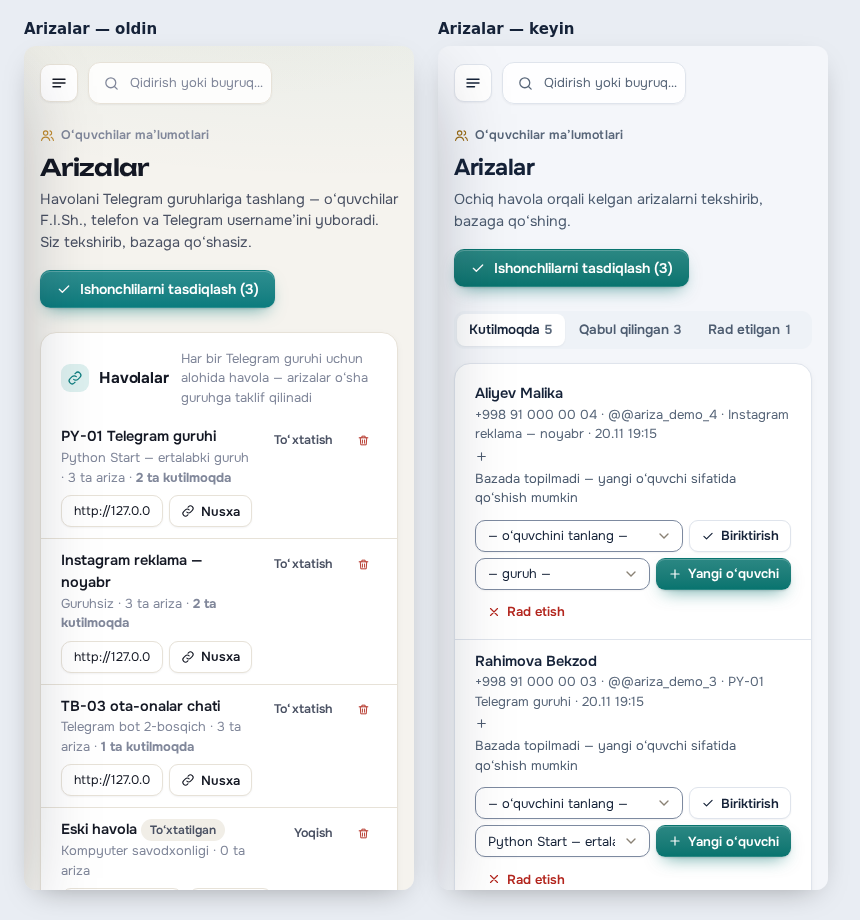 Arizalar — oldin
Qidirish yoki buyruq...
O‘quvchilar ma’lumotlari
Arizalar
Havolani Telegram guruhlariga tashlang — o‘quvchilar
F.I.Sh., telefon va Telegram username’ini yuboradi.
Siz tekshirib, bazaga qo‘shasiz.
Ishonchlilarni tasdiqlash (3)
Havolalar
Har bir Telegram guruhi uchun
alohida havola — arizalar o‘sha
guruhga taklif qilinadi
PY-01 Telegram guruhi
To‘xtatish
Python Start — ertalabki guruh
· 3 ta ariza · 2 ta kutilmoqda
http://127.0.0
Nusxa
Instagram reklama —
noyabr
To‘xtatish
Guruhsiz · 3 ta ariza · 2 ta
kutilmoqda
http://127.0.0
Nusxa
TB-03 ota-onalar chati
To‘xtatish
Telegram bot 2-bosqich · 3 ta
ariza · 1 ta kutilmoqda
http://127.0.0
Nusxa
Eski havola To‘xtatilgan
Yoqish
Kompyuter savodxonligi · 0 ta
ariza
Arizalar — keyin
Qidirish yoki buyruq...
O‘quvchilar ma’lumotlari
Arizalar
Ochiq havola orqali kelgan arizalarni tekshirib,
bazaga qo‘shing.
Ishonchlilarni tasdiqlash (3)
Kutilmoqda 5
Qabul qilingan 3
Rad etilgan 1
Aliyev Malika
+998 91 000 00 04 · @@ariza_demo_4 · Instagram
reklama — noyabr · 20.11 19:15
+
Bazada topilmadi — yangi o‘quvchi sifatida
qo‘shish mumkin
— o‘quvchini tanlang —
Biriktirish
— guruh —
+ Yangi o‘quvchi
Rad etish
Rahimova Bekzod
+998 91 000 00 03 · @@ariza_demo_3 · PY-01
Telegram guruhi · 20.11 19:15
+
Bazada topilmadi — yangi o‘quvchi sifatida
qo‘shish mumkin
— o‘quvchini tanlang —
Biriktirish
Python Start — ertala
+ Yangi o‘quvchi
Rad etish